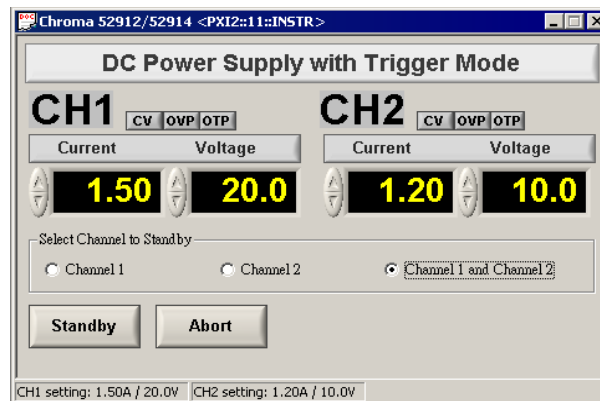 Chroma 52912/52914 <PXI2::11::INSTR>
DC Power Supply with Trigger Mode
CH1 CV OVP OTP CH2 CV OVP OTP
Current Voltage Current Voltage
1.50 20.0 1.20 10.0
Select Channel to Standby
Channel 1 Channel 2 Channel 1 and Channel 2
Standby Abort
CH1 setting: 1.50A / 20.0V CH2 setting: 1.20A / 10.0V